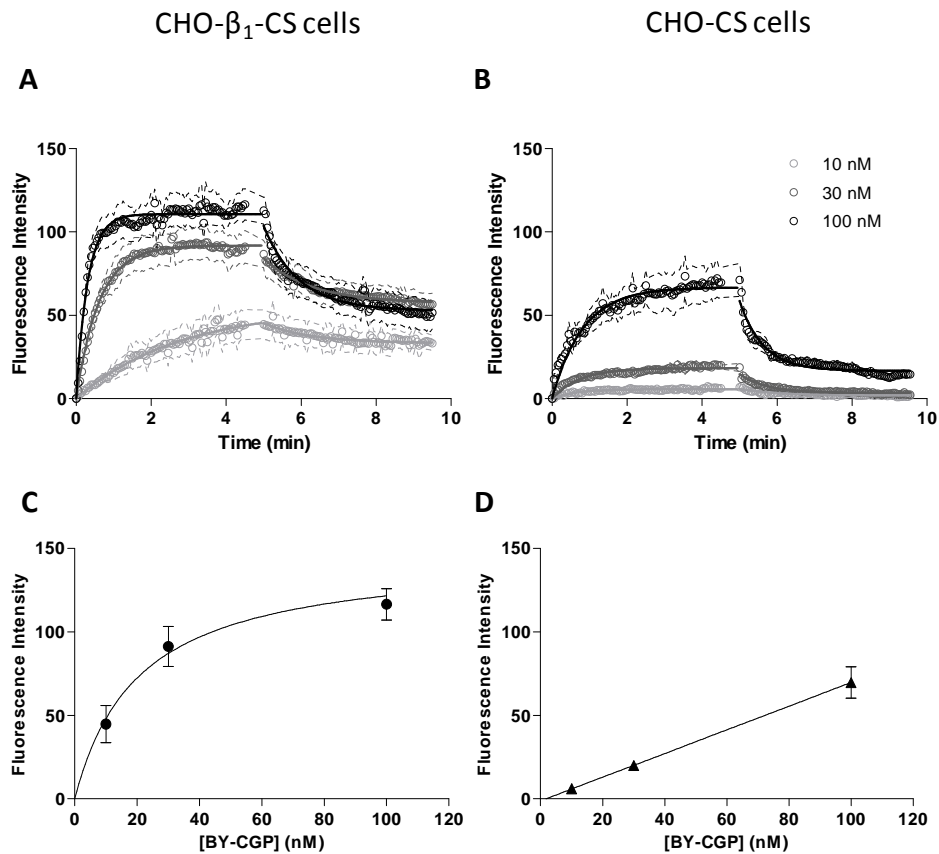 CHO-β₁-CS cells
CHO-CS cells
A
B
150
100
50
0
Fluorescence Intensity
0 2 4 6 8 10
Time (min)
150
100
50
0
Fluorescence Intensity
0 2 4 6 8 10
Time (min)
10 nM
30 nM
100 nM
C
D
150
100
50
0
Fluorescence Intensity
0 20 40 60 80 100 120
[BY-CGP] (nM)
150
100
50
0
Fluorescence Intensity
0 20 40 60 80 100 120
[BY-CGP] (nM)